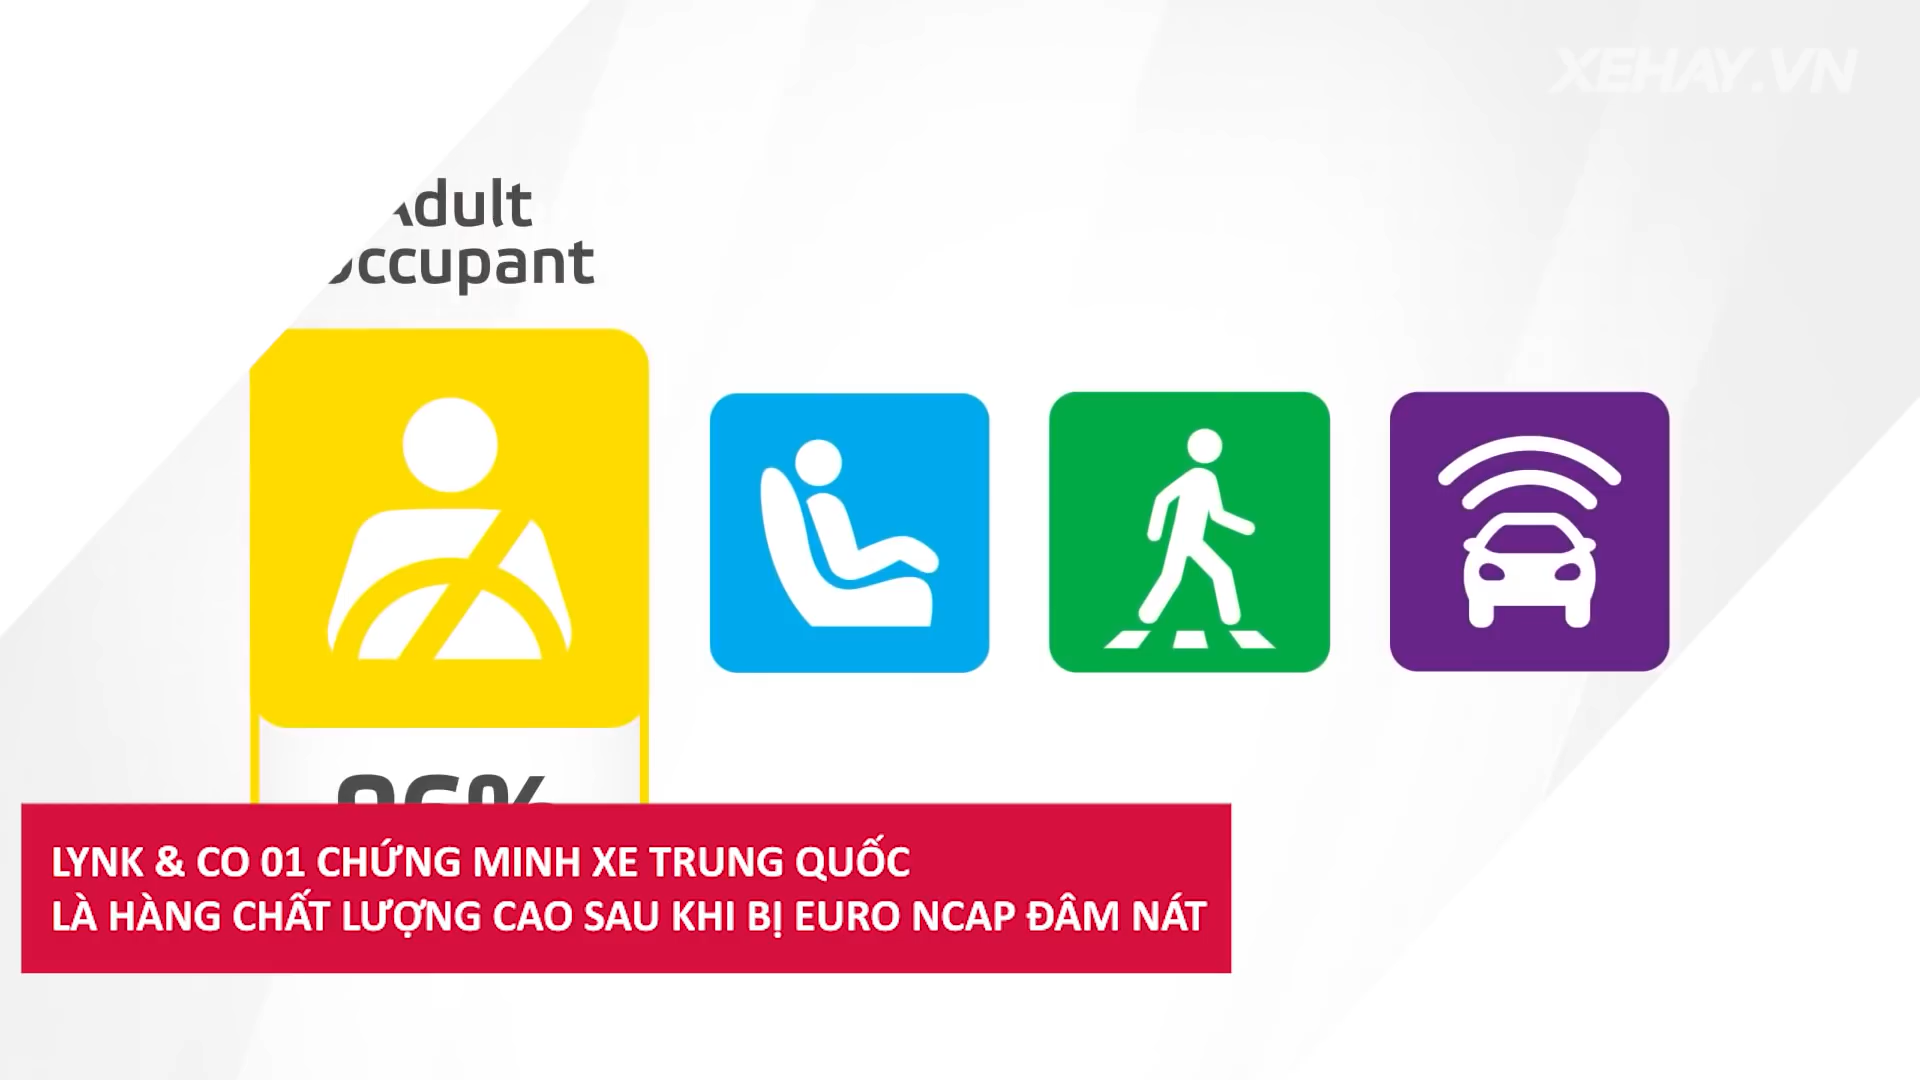 XEHAY.VN
Adult
Occupant
LYNK & CO 01 CHỨNG MINH XE TRUNG QUỐC
LÀ HÀNG CHẤT LƯỢNG CAO SAU KHI BỊ EURO NCAP ĐÂM NÁT